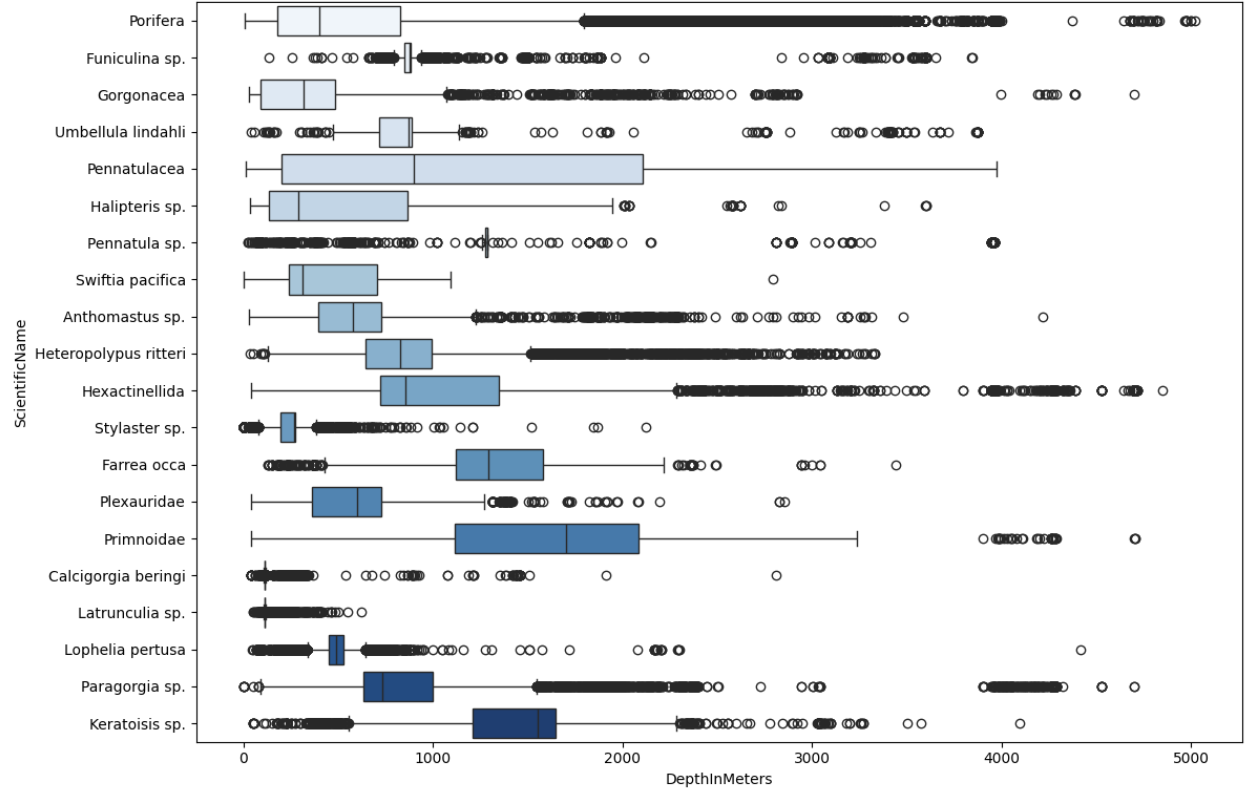 Porifera
Funiculina sp.
Gorgonacea
Umbellula lindahli
Pennatulacea
Halipteris sp.
Pennatula sp.
Swiftia pacifica
Anthomastus sp.
Heteropolypus ritteri
Hexactinellida
Stylaster sp.
Farrea occa
Plexauridae
Primnoidae
Calcigorgia beringi
Latrunculia sp.
Lophelia pertusa
Paragorgia sp.
Keratoisis sp.
ScientificName
0 1000 2000 3000 4000 5000
DepthInMeters